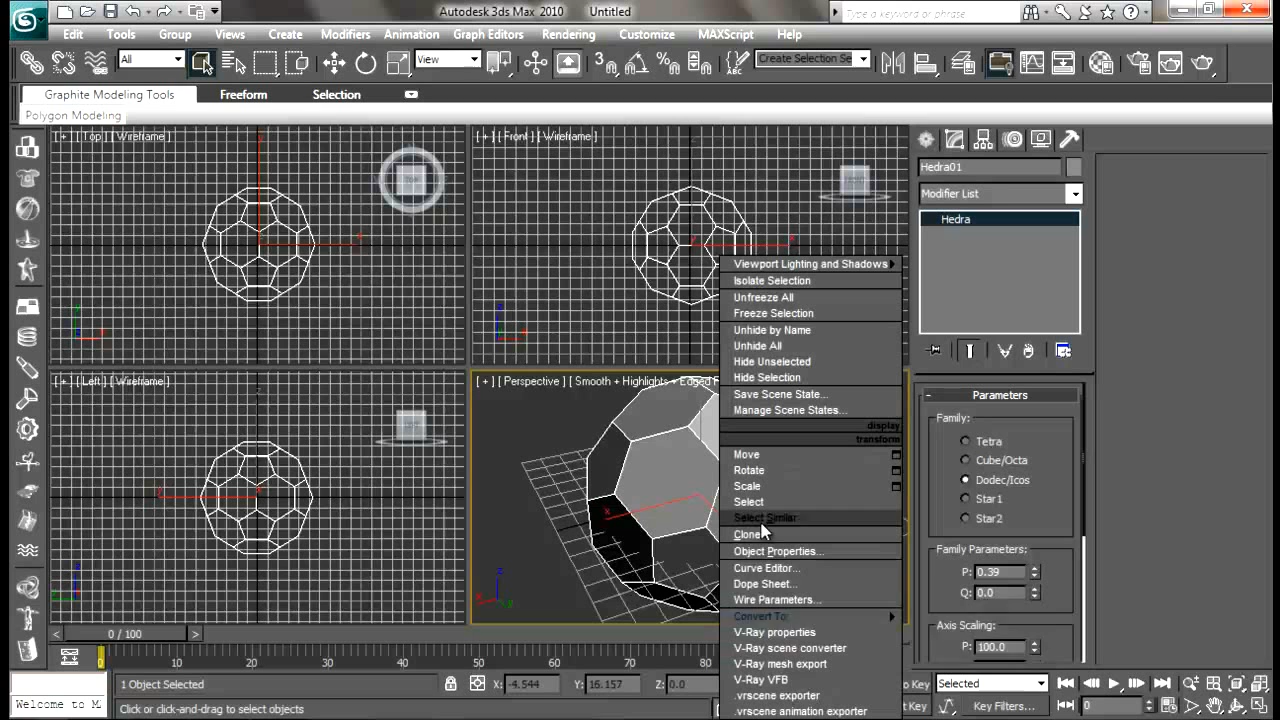 Autodesk 3ds Max 2010 Untitled
Type a keyword or phrase
Edit Tools Group Views Create Modifiers Animation Graph Editors Rendering Customize MAXScript Help
All
View
Create Selection Se
Graphite Modeling Tools Freeform Selection
Polygon Modeling
[ + ] [ Top ] [ Wireframe ]
TOP
[ + ] [ Front ] [ Wireframe ]
FRONT
[ + ] [ Left ] [ Wireframe ]
LEFT
[ + ] [ Perspective ] [ Smooth + Highlights + Edged F
Viewport Lighting and Shadows
Isolate Selection
Unfreeze All
Freeze Selection
Unhide by Name
Unhide All
Hide Unselected
Hide Selection
Save Scene State...
Manage Scene States...
display
transform
Move
Rotate
Scale
Select
Select Similar
Clone
Object Properties...
Curve Editor...
Dope Sheet...
Wire Parameters...
Convert To:
V-Ray properties
V-Ray scene converter
V-Ray mesh export
V-Ray VFB
.vrscene exporter
.vrscene animation exporter
Hedra01
Modifier List
Hedra
- Parameters
Family:
Tetra
Cube/Octa
Dodec/Icos
Star1
Star2
Family Parameters:
P: 0.39
Q: 0.0
Axis Scaling:
P: 100.0
< 0 / 100 >
0 10 20 30 40 50 60 70 80
1 Object Selected
X: -4.544 Y: 16.157 Z: 0.0
o Key Selected
Welcome to M
Click or click-and-drag to select objects
et Key Key Filters... 0